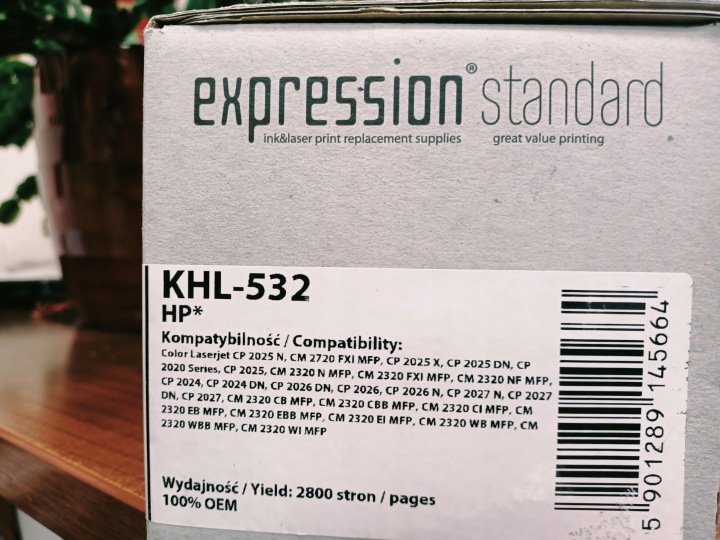 expression® standard
ink&laser print replacement supplies great value printing
KHL-532
HP*
Kompatybilność / Compatibility:
Color Laserjet CP 2025 N, CM 2720 FXI MFP, CP 2025 X, CP 2025 DN, CP
2020 Series, CP 2025, CM 2320 N MFP, CM 2320 FXI MFP, CM 2320 NF MFP,
CP 2024, CP 2024 DN, CP 2026 DN, CP 2026, CP 2026 N, CP 2027 N, CP 2027
DN, CP 2027, CM 2320 CB MFP, CM 2320 CBB MFP, CM 2320 CI MFP, CM
2320 EB MFP, CM 2320 EBB MFP, CM 2320 EI MFP, CM 2320 WB MFP, CM
2320 WBB MFP, CM 2320 WI MFP
Wydajność / Yield: 2800 stron / pages
100% OEM
5 901289 145664